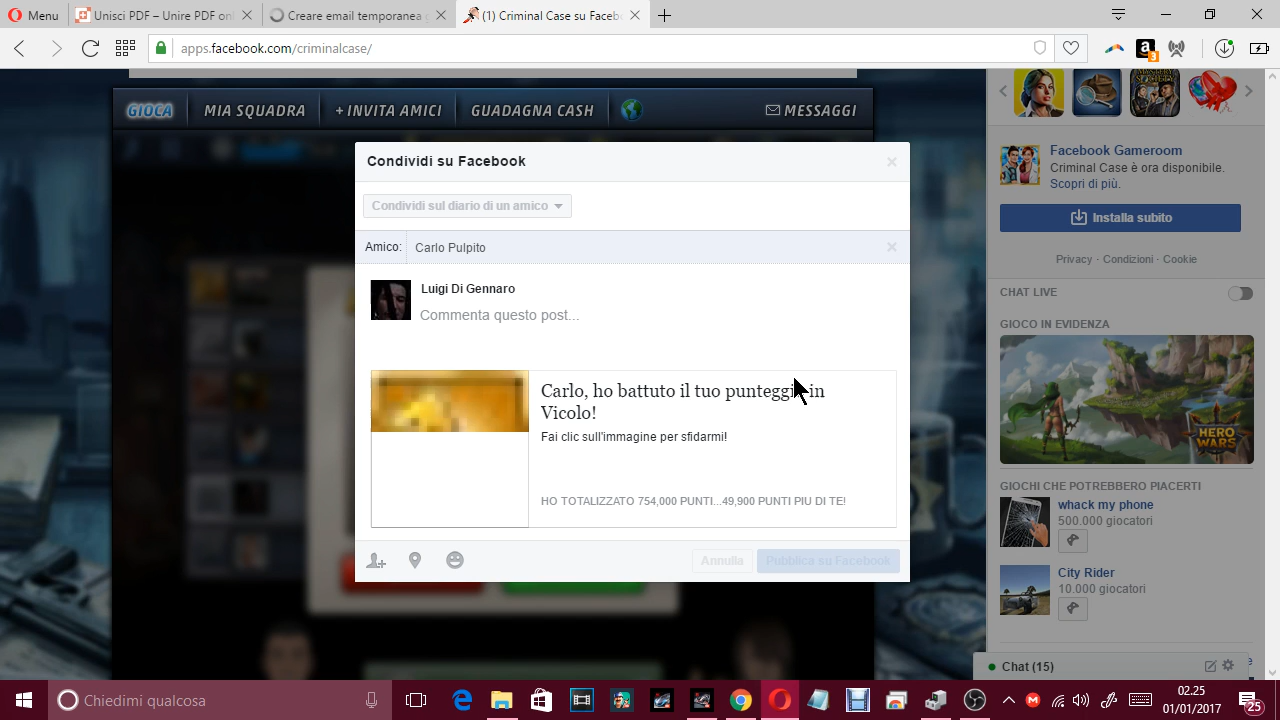 Menu
Unisci PDF – Unire PDF onl
Creare email temporanea g
(1) Criminal Case su Facebo
apps.facebook.com/criminalcase/
3
GIOCA
MIA SQUADRA
+ INVITA AMICI
GUADAGNA CASH
MESSAGGI
Condividi su Facebook
Condividi sul diario di un amico
Amico:
Carlo Pulpito
Luigi Di Gennaro
Commenta questo post...
Carlo, ho battuto il tuo punteggio in
Vicolo!
Fai clic sull'immagine per sfidarmi!
HO TOTALIZZATO 754,000 PUNTI...49,900 PUNTI PIU DI TE!
Annulla
Pubblica su Facebook
MYSTERY
SOCIETY
Facebook Gameroom
Criminal Case è ora disponibile.
Scopri di più.
Installa subito
Privacy · Condizioni · Cookie
CHAT LIVE
GIOCO IN EVIDENZA
HERO
WARS
GIOCHI CHE POTREBBERO PIACERTI
whack my phone
500.000 giocatori
City Rider
10.000 giocatori
Chat (15)
Chiedimi qualcosa
02.25
01/01/2017
25